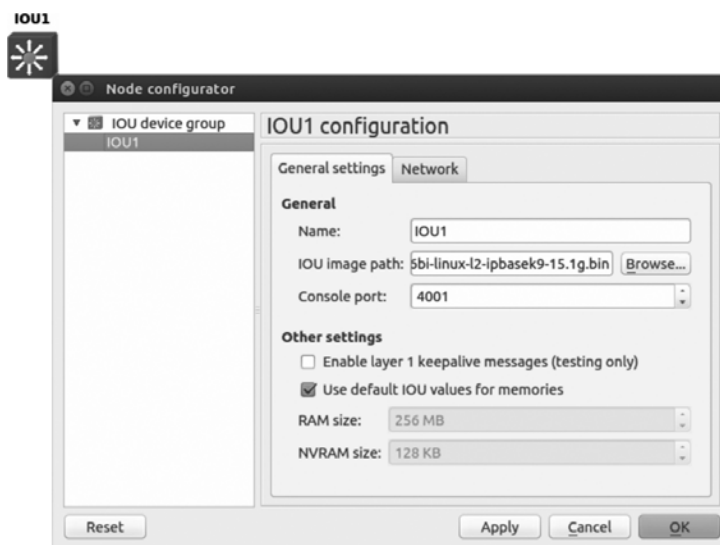 IOU1
Node configurator
IOU device group
IOU1
IOU1 configuration
General settings
Network
General
Name:
IOU1
IOU image path:
6bi-linux-l2-ipbasek9-15.1g.bin
Browse...
Console port:
4001
Other settings
Enable layer 1 keepalive messages (testing only)
Use default IOU values for memories
RAM size:
256 MB
NVRAM size:
128 KB
Reset
Apply
Cancel
OK